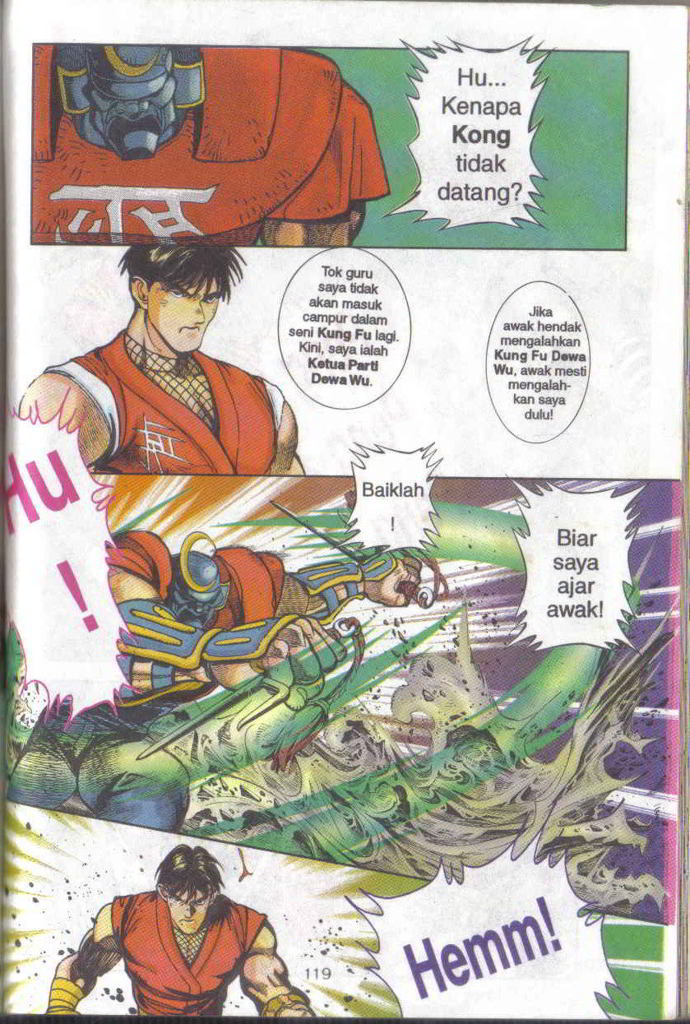 Hu...
Kenapa
Kong
tidak
datang?
Tok guru
saya tidak
akan masuk
campur dalam
seni Kung Fu lagi.
Kini, saya ialah
Ketua Parti
Dewa Wu.
Jika
awak hendak
mengalahkan
Kung Fu Dewa
Wu, awak mesti
mengalah-
kan saya
dulu!
Hu
!
Baiklah
!
Biar
saya
ajar
awak!
Hemm!
119